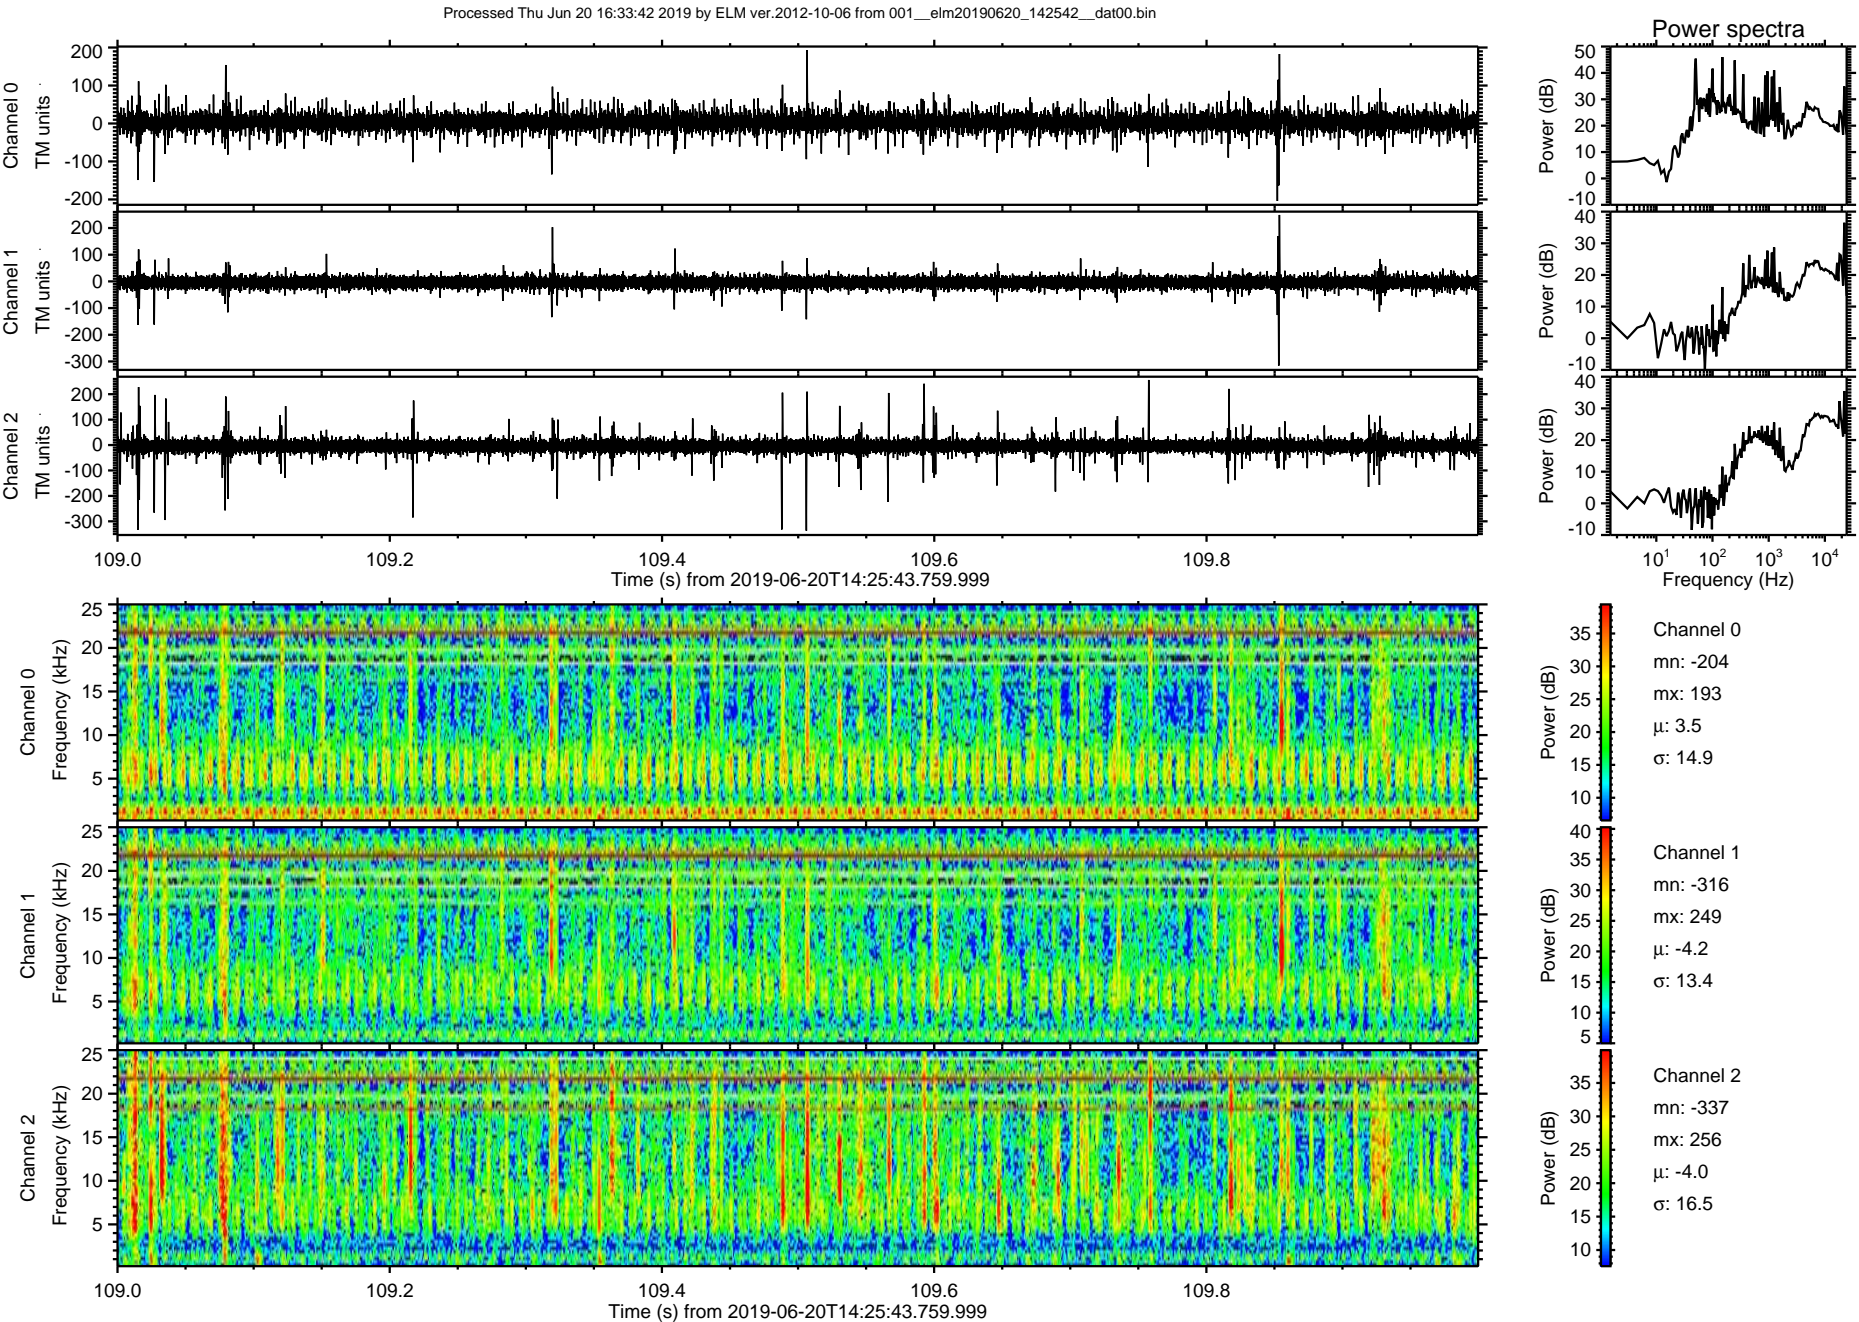 Processed Thu Jun 20 16:33:42 2019 by ELM ver.2012-10-06 from 001__elm20190620_142542__dat00.bin
Power spectra
Channel 0
TM units
200
100
0
-100
-200
Power (dB)
50
40
30
20
10
0
-10
Channel 1
TM units
200
100
0
-100
-200
-300
Power (dB)
40
30
20
10
0
-10
Channel 2
TM units
200
100
0
-100
-200
-300
Power (dB)
40
30
20
10
0
-10
109.0 109.2 109.4 109.6 109.8
Time (s) from 2019-06-20T14:25:43.759.999
10^1 10^2 10^3 10^4
Frequency (Hz)
Channel 0
Frequency (kHz)
25
20
15
10
5
Power (dB)
35
30
25
20
15
10
Channel 0
mn: -204
mx: 193
μ: 3.5
σ: 14.9
Channel 1
Frequency (kHz)
25
20
15
10
5
Power (dB)
40
35
30
25
20
15
10
5
Channel 1
mn: -316
mx: 249
μ: -4.2
σ: 13.4
Channel 2
Frequency (kHz)
25
20
15
10
5
Power (dB)
35
30
25
20
15
10
Channel 2
mn: -337
mx: 256
μ: -4.0
σ: 16.5
109.0 109.2 109.4 109.6 109.8
Time (s) from 2019-06-20T14:25:43.759.999